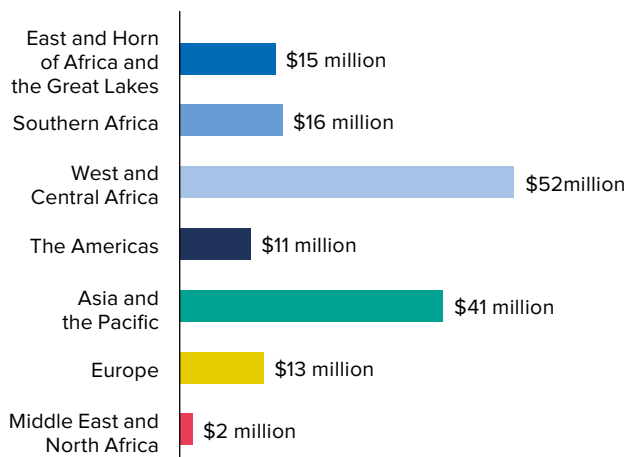 East and Horn
of Africa and
the Great Lakes
$15 million
Southern Africa
$16 million
West and
Central Africa
$52million
The Americas
$11 million
Asia and
the Pacific
$41 million
Europe
$13 million
Middle East and
North Africa
$2 million